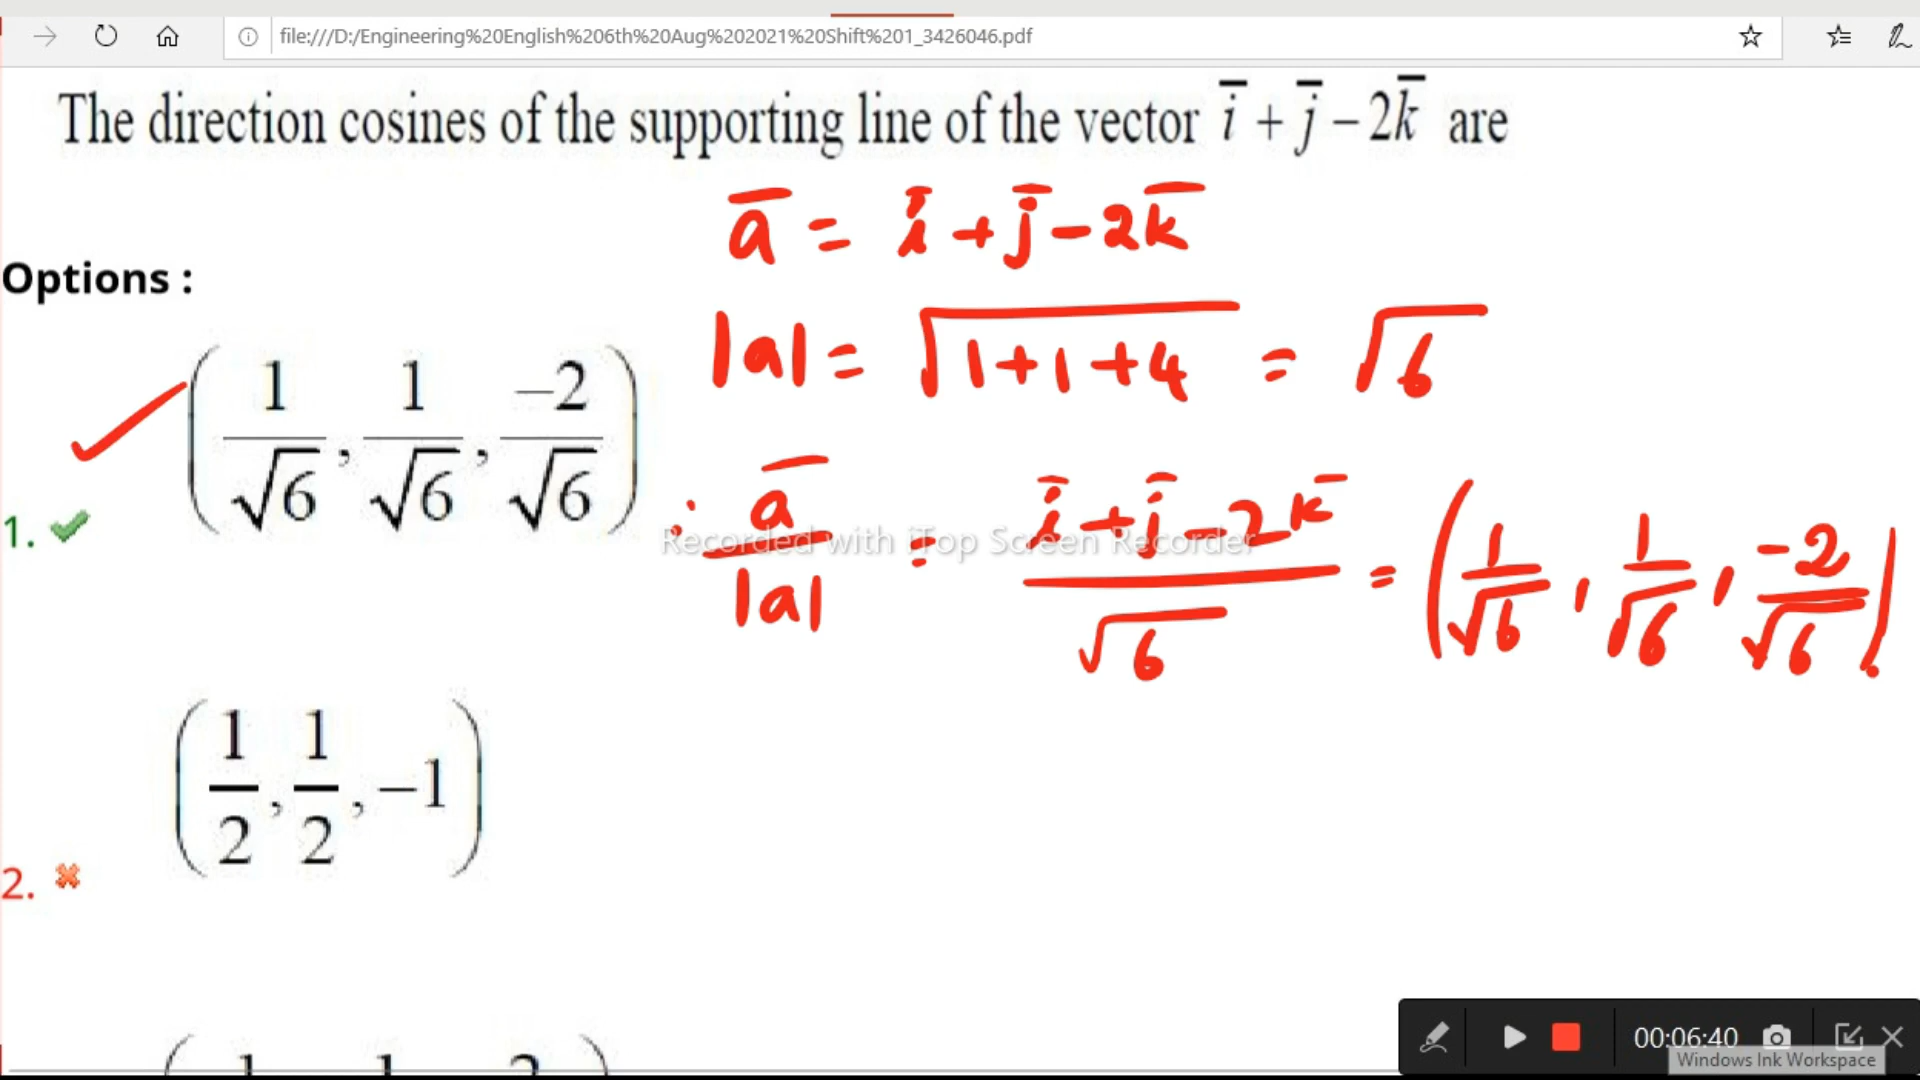 file:///D:/Engineering%20English%206th%20Aug%202021%20Shift%201_3426046.pdf
The direction cosines of the supporting line of the vector i̅ + j̅ − 2k̅ are
a̅ = i̅ + j̅ − 2k̅
Options :
|a| = √(1+1+4) = √6
1. (1/√6, 1/√6, −2/√6)
a̅/|a| = (i̅ + j̅ − 2k̅)/√6 = (1/√6, 1/√6, −2/√6)
Recorded with iTop Screen Recorder
2. (1/2, 1/2, −1)
00:06:40
Windows Ink Workspace